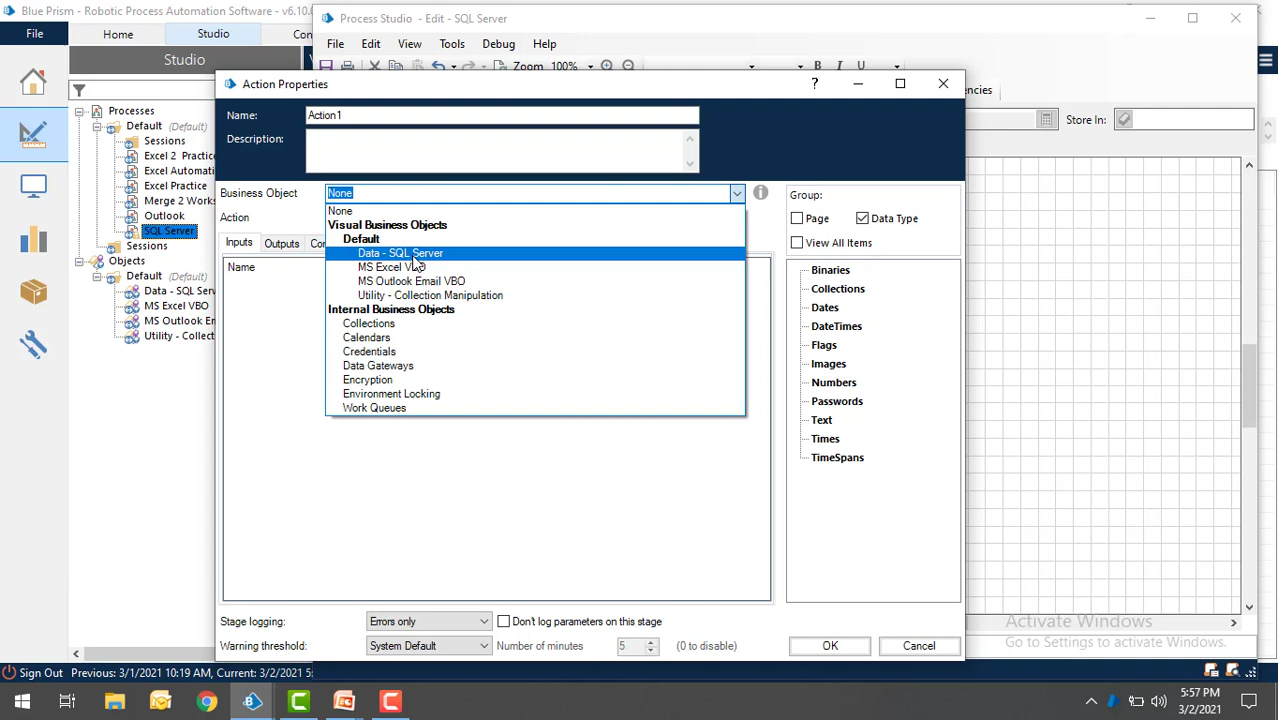 Blue Prism - Robotic Process Automation Software - v6.10.
Process Studio - Edit - SQL Server
File
Home
Studio
File Edit View Tools Debug Help
Studio
Zoom 100%
B I U
Action Properties
?
Name: Action1
Description:
Store In:
Processes
Default (Default)
Sessions
Excel 2 Practice
Excel Automatio
Excel Practice
Merge 2 Works
Outlook
SQL Server
Sessions
Objects
Default (Default)
Data - SQL Serv
MS Excel VBO
MS Outlook Em
Utility - Collect
Business Object None
Action
Inputs Outputs
Name
None
Visual Business Objects
Default
Data - SQL Server
MS Excel VBO
MS Outlook Email VBO
Utility - Collection Manipulation
Internal Business Objects
Collections
Calendars
Credentials
Data Gateways
Encryption
Environment Locking
Work Queues
Group:
Page Data Type
View All Items
Binaries
Collections
Dates
DateTimes
Flags
Images
Numbers
Passwords
Text
Times
TimeSpans
Stage logging: Errors only Don't log parameters on this stage
Warning threshold: System Default Number of minutes 5 (0 to disable)
OK Cancel
Activate Windows
Go to Settings to activate Windows.
Sign Out Previous: 3/1/2021 10:19 AM, Current: 3/2/2021 5:
5:57 PM
3/2/2021